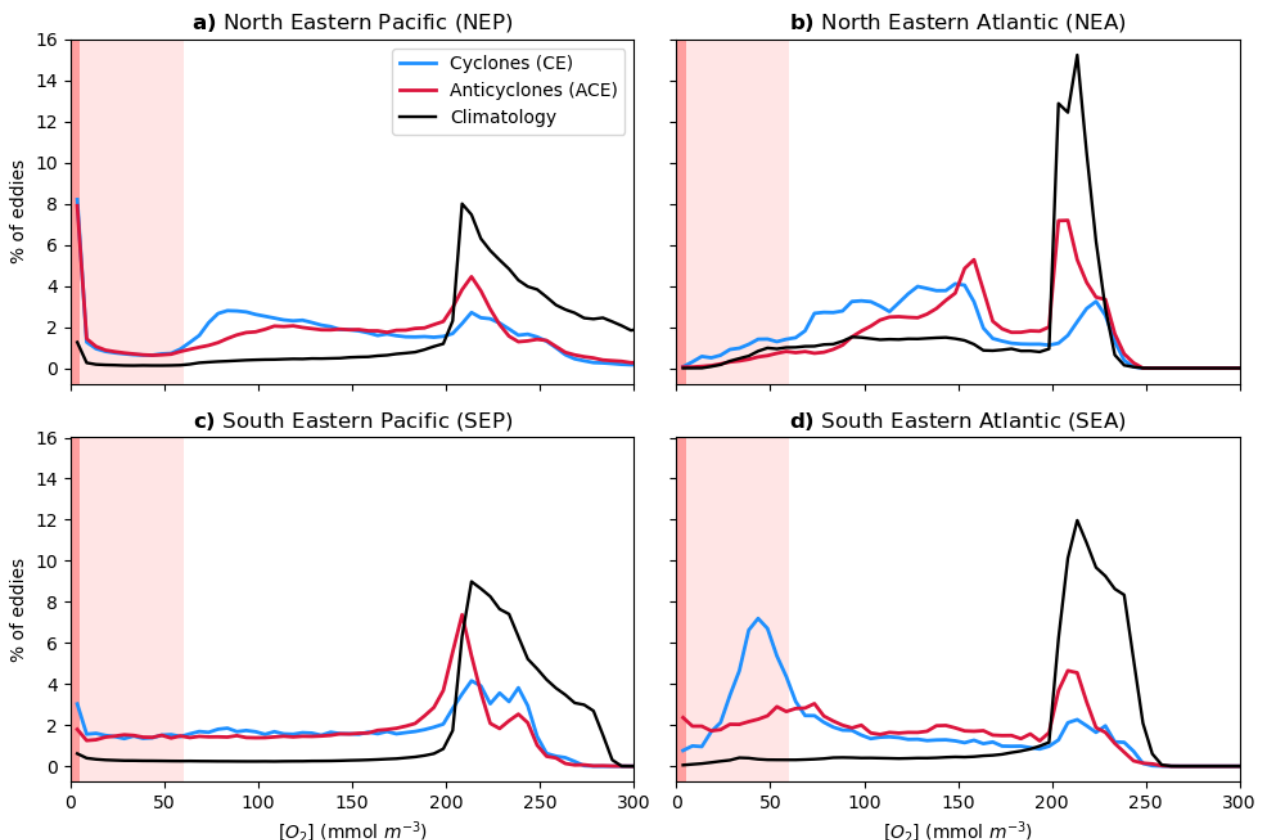 a) North Eastern Pacific (NEP)
b) North Eastern Atlantic (NEA)
16
14
12
10
8
6
4
2
0
% of eddies
Cyclones (CE)
Anticyclones (ACE)
Climatology
c) South Eastern Pacific (SEP)
d) South Eastern Atlantic (SEA)
16
14
12
10
8
6
4
2
0
% of eddies
0 50 100 150 200 250 300
0 50 100 150 200 250 300
[O₂] (mmol m⁻³)
[O₂] (mmol m⁻³)